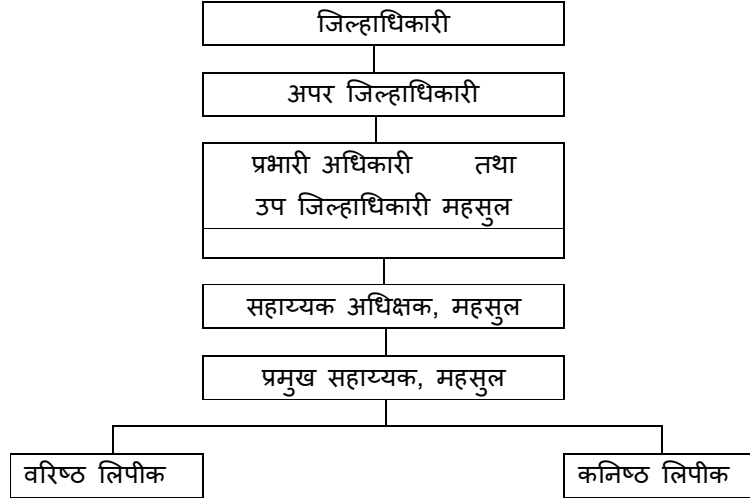 जिल्हाधिकारी
अपर जिल्हाधिकारी
प्रभारी अधिकारी तथा
उप जिल्हाधिकारी महसुल
सहाय्यक अधिक्षक, महसुल
प्रमुख सहाय्यक, महसुल
वरिष्ठ लिपीक
कनिष्ठ लिपीक